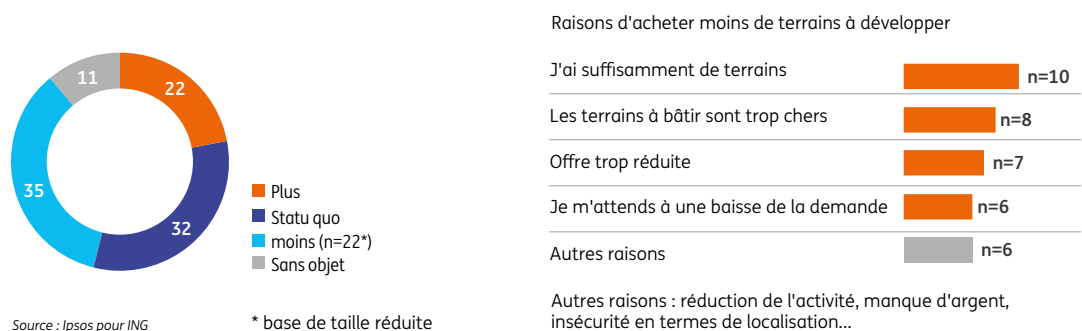 11
22
35
32
Plus
Statu quo
moins (n=22*)
Sans objet
Source : Ipsos pour ING
* base de taille réduite
Raisons d'acheter moins de terrains à développer
J'ai suffisamment de terrains n=10
Les terrains à bâtir sont trop chers n=8
Offre trop réduite n=7
Je m'attends à une baisse de la demande n=6
Autres raisons n=6
Autres raisons : réduction de l'activité, manque d'argent,
insécurité en termes de localisation...